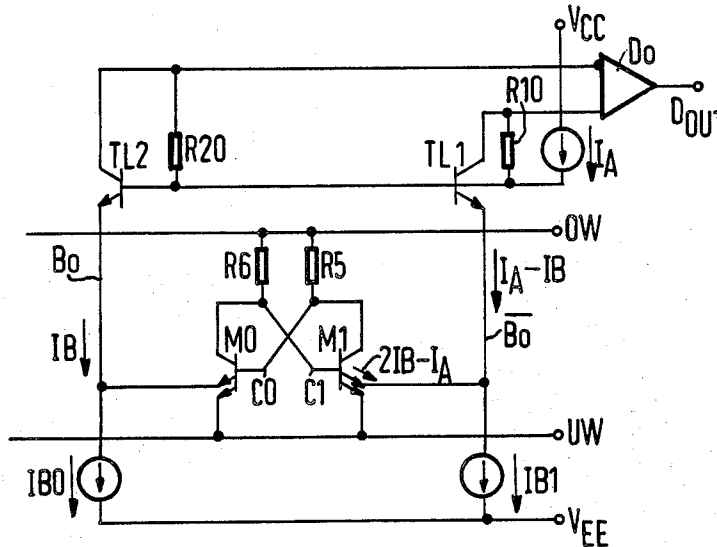 VCC
Do
DOUT
R10
IA
R20
TL2
TL1
OW
Bo
R6
R5
IA-IB
B̅o̅
M0
M1
2IB-IA
IB
C0
C1
UW
IB0
IB1
VEE